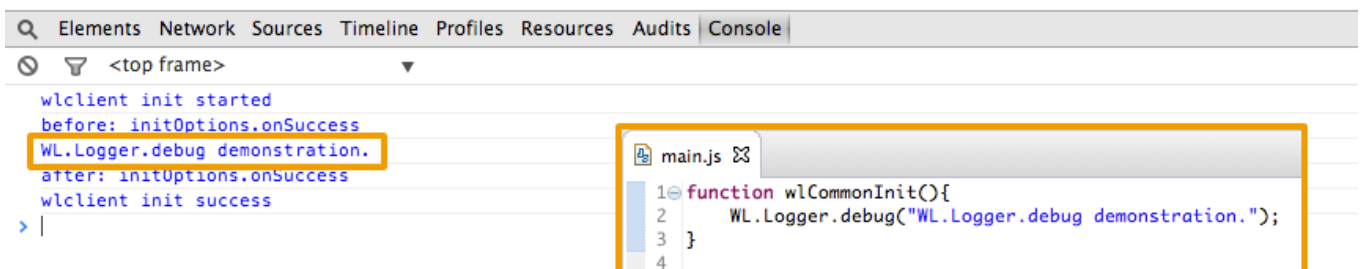 Elements Network Sources Timeline Profiles Resources Audits Console
<top frame> ▼
wlclient init started
before: initOptions.onSuccess
WL.Logger.debug demonstration.
after: initOptions.onSuccess
wlclient init success
>
main.js
1 function wlCommonInit(){
2 WL.Logger.debug("WL.Logger.debug demonstration.");
3 }
4